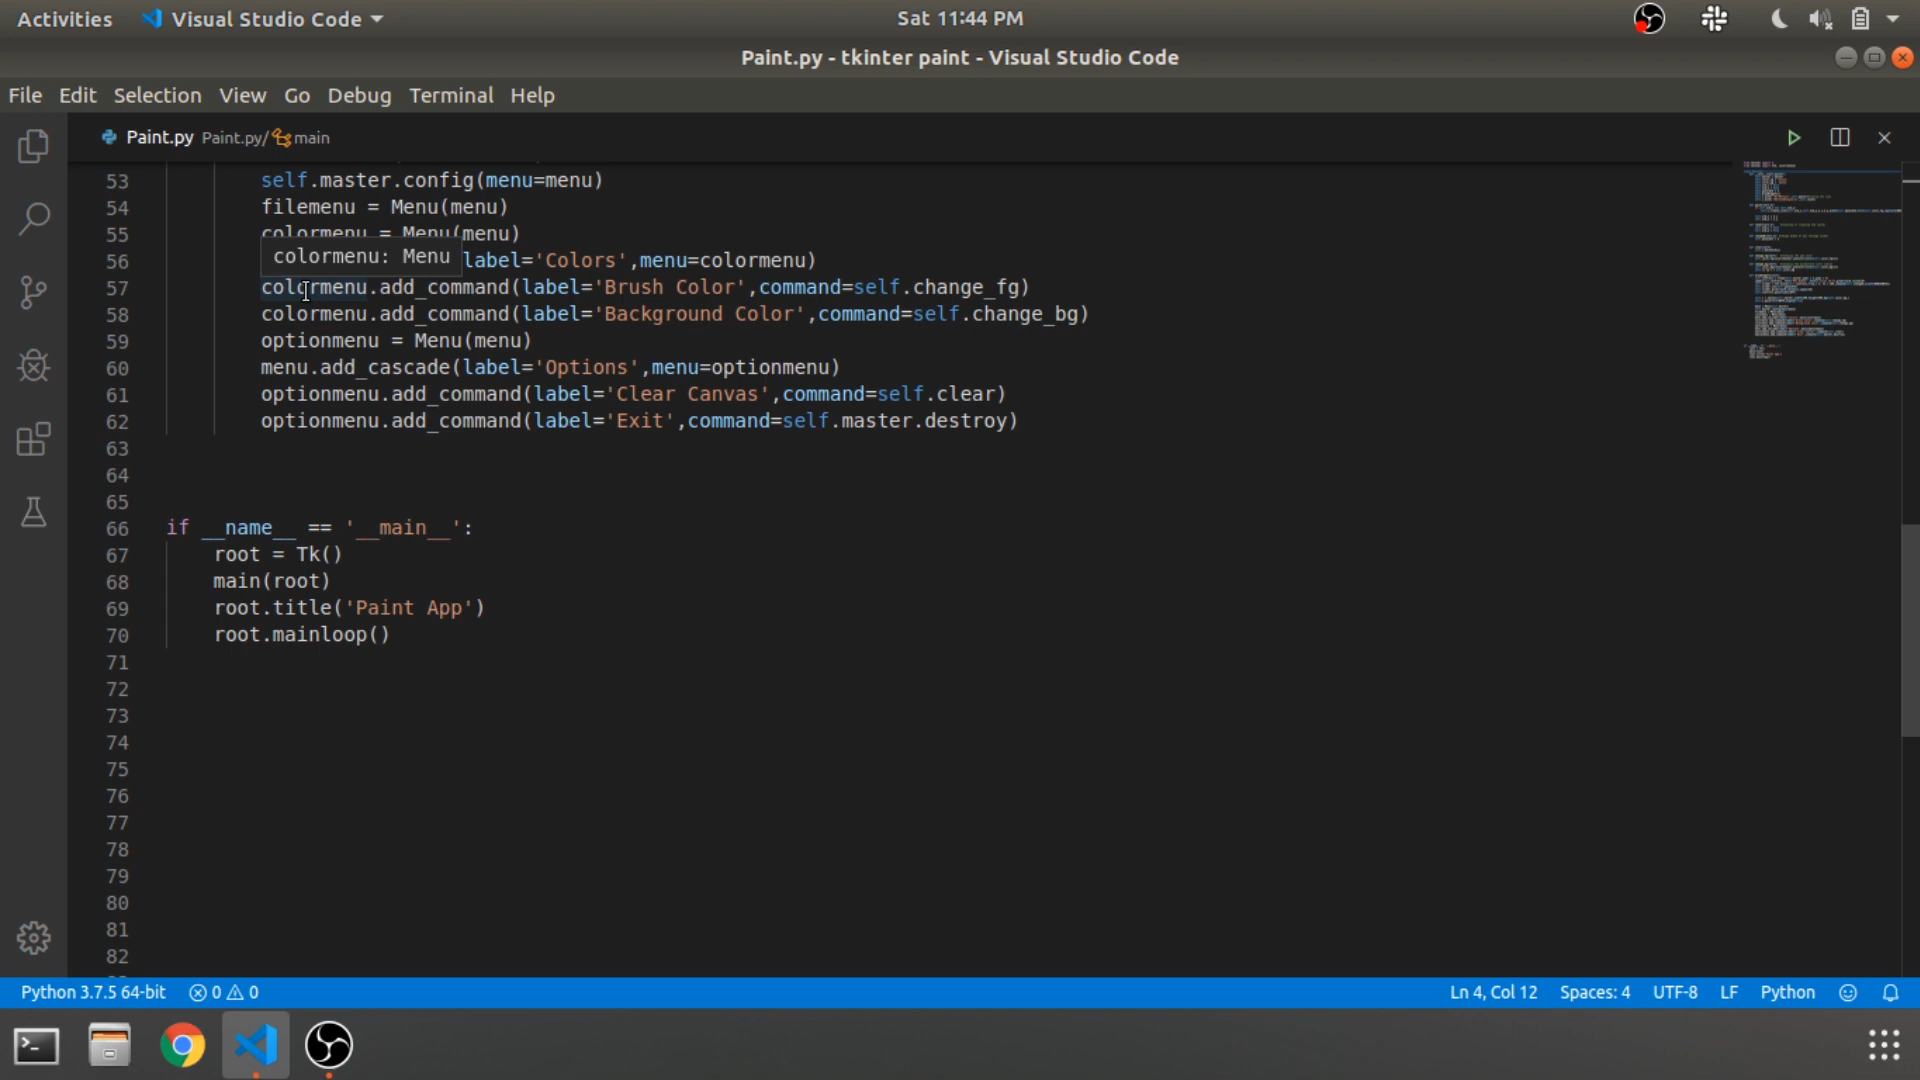 Activities Visual Studio Code Sat 11:44 PM
Paint.py - tkinter paint - Visual Studio Code
File Edit Selection View Go Debug Terminal Help
Paint.py Paint.py/ main
53 self.master.config(menu=menu)
54 filemenu = Menu(menu)
55 colormenu = Menu(menu)
colormenu: Menu
56 label='Colors',menu=colormenu)
57 colormenu.add_command(label='Brush Color',command=self.change_fg)
58 colormenu.add_command(label='Background Color',command=self.change_bg)
59 optionmenu = Menu(menu)
60 menu.add_cascade(label='Options',menu=optionmenu)
61 optionmenu.add_command(label='Clear Canvas',command=self.clear)
62 optionmenu.add_command(label='Exit',command=self.master.destroy)
63
64
65
66 if __name__ == '__main__':
67 root = Tk()
68 main(root)
69 root.title('Paint App')
70 root.mainloop()
71
72
73
74
75
76
77
78
79
80
81
82
Python 3.7.5 64-bit 0 0 Ln 4, Col 12 Spaces: 4 UTF-8 LF Python